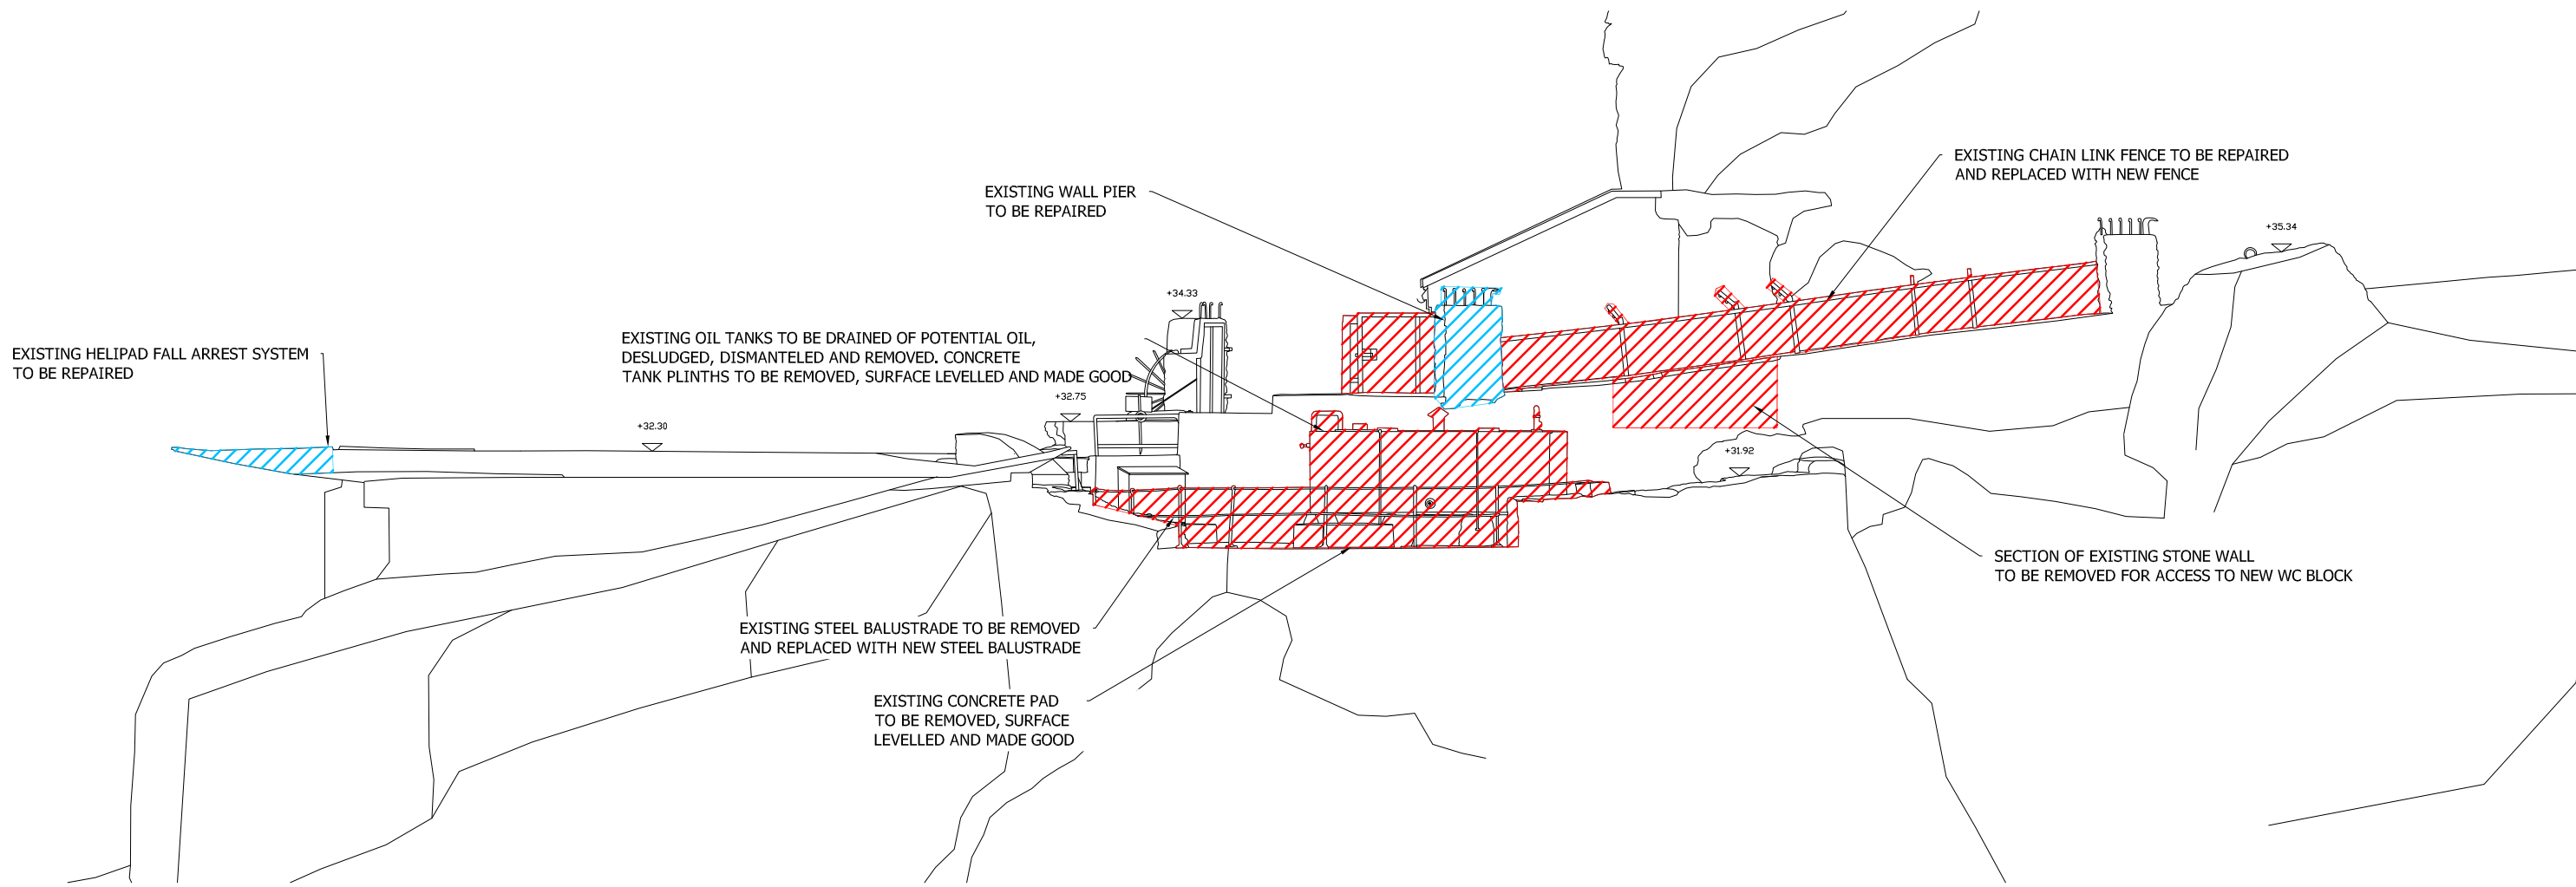 EXISTING CHAIN LINK FENCE TO BE REPAIRED
AND REPLACED WITH NEW FENCE
EXISTING WALL PIER
TO BE REPAIRED
+35.34
+34.33
EXISTING OIL TANKS TO BE DRAINED OF POTENTIAL OIL,
DESLUDGED, DISMANTELED AND REMOVED. CONCRETE
TANK PLINTHS TO BE REMOVED, SURFACE LEVELLED AND MADE GOOD
EXISTING HELIPAD FALL ARREST SYSTEM
TO BE REPAIRED
+32.75
+32.30
+31.92
SECTION OF EXISTING STONE WALL
TO BE REMOVED FOR ACCESS TO NEW WC BLOCK
EXISTING STEEL BALUSTRADE TO BE REMOVED
AND REPLACED WITH NEW STEEL BALUSTRADE
EXISTING CONCRETE PAD
TO BE REMOVED, SURFACE
LEVELLED AND MADE GOOD